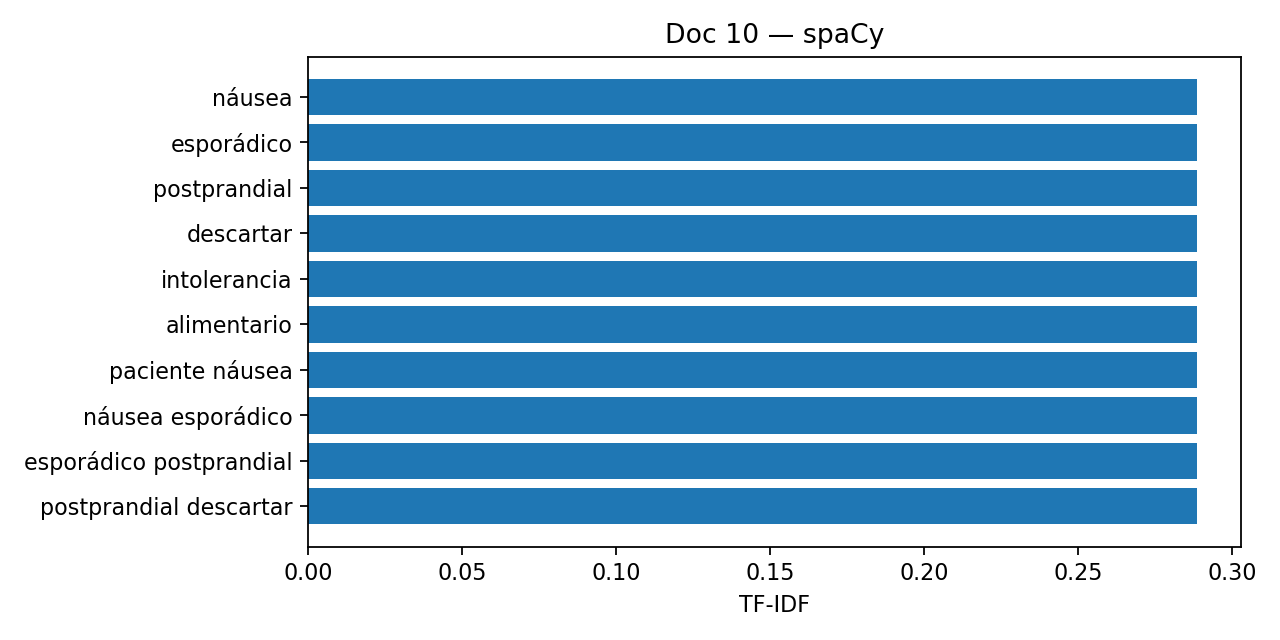 Doc 10 — spaCy
náusea
esporádico
postprandial
descartar
intolerancia
alimentario
paciente náusea
náusea esporádico
esporádico postprandial
postprandial descartar
0.00 0.05 0.10 0.15 0.20 0.25 0.30
TF-IDF